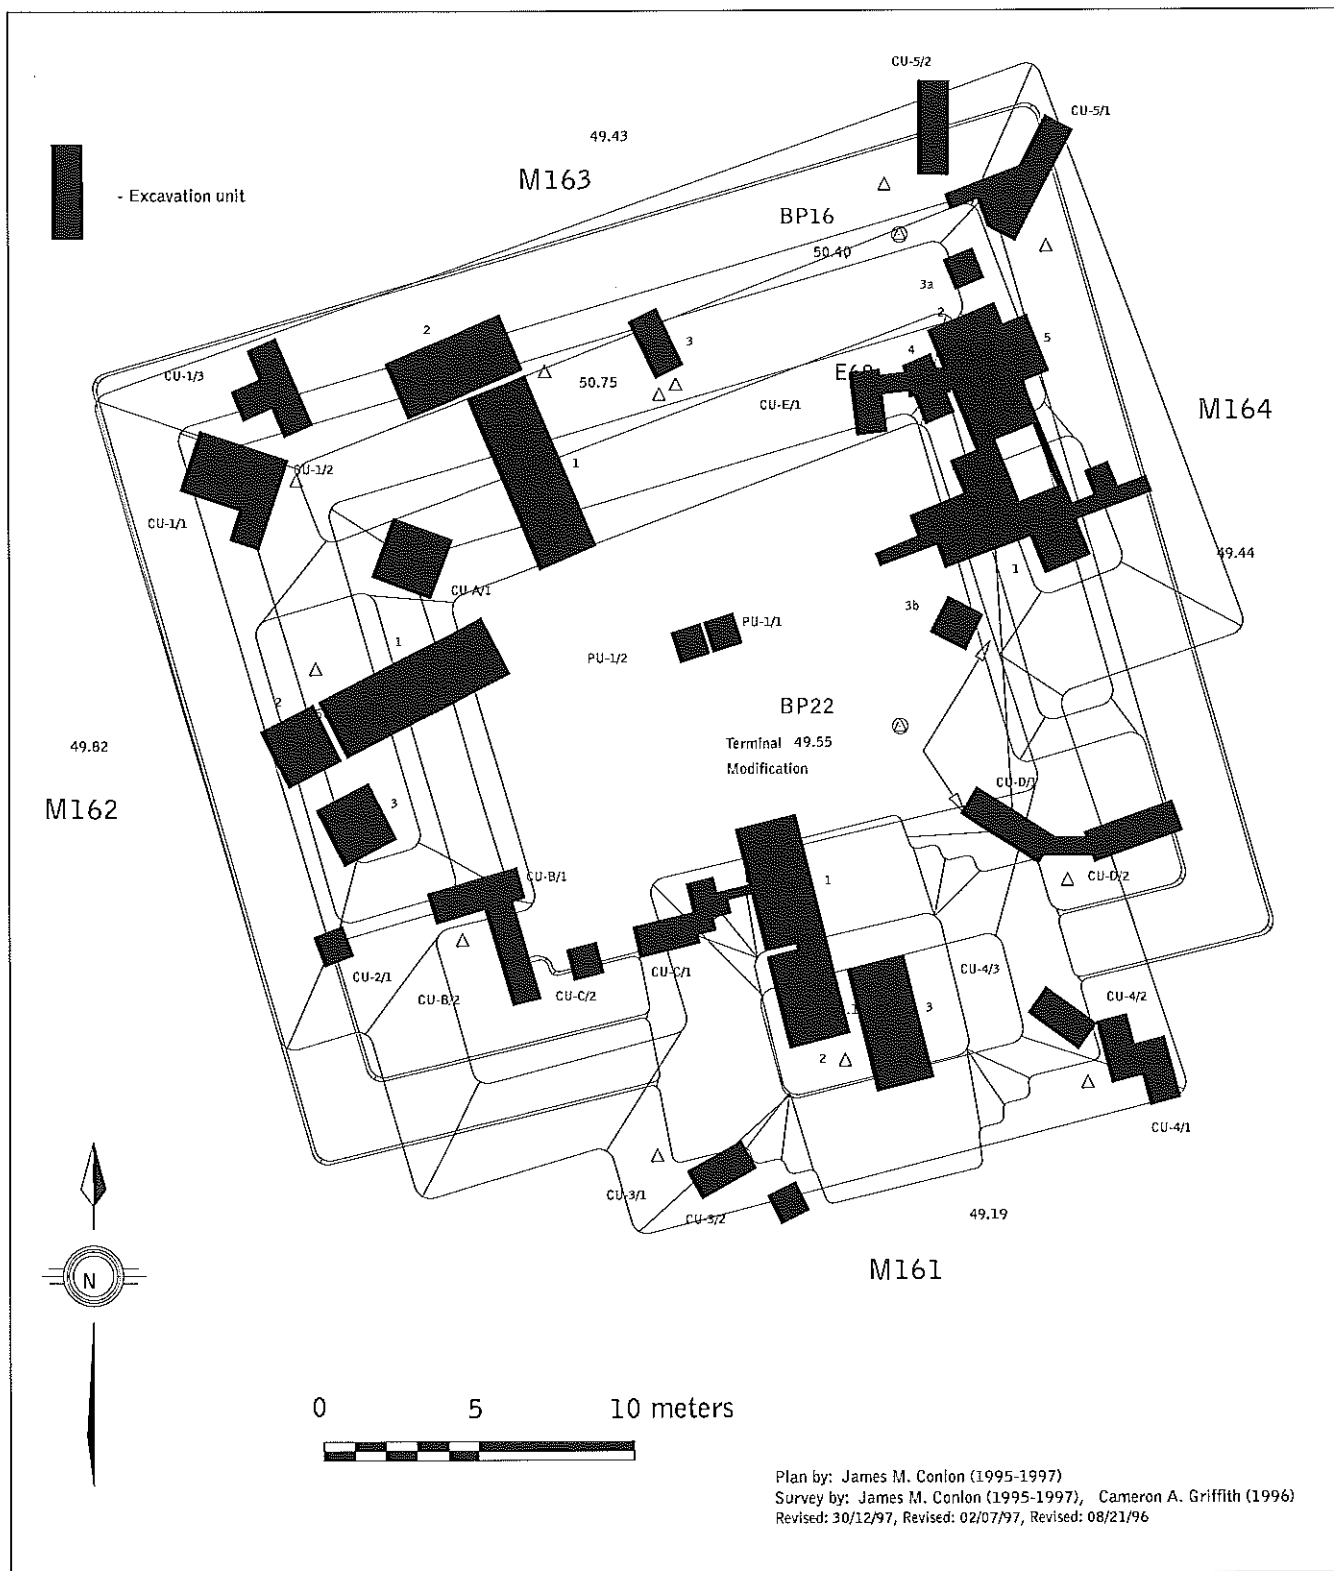 CU-5/2
CU-5/1
49.43
M163
- Excavation unit
BP16
50.40
3a
2
2
3
5
4
CU-1/3
50.75
CU-E/1
M164
CU-1/2
1
CU-1/1
49.44
CU-A/1
1
3b
1
PU-1/1
PU-1/2
2
BP22
49.82
Terminal 49.55
Modification
CU-D/1
M162
3
CU-B/1
1
CU-D/2
CU-2/1
CU-B/2
CU-C/2
CU-C/1
CU-4/3
CU-4/2
3
2
CU-4/1
CU-3/1
CU-3/2
49.19
M161
N
0 5 10 meters
Plan by: James M. Conlon (1995-1997)
Survey by: James M. Conlon (1995-1997), Cameron A. Griffith (1996)
Revised: 30/12/97, Revised: 02/07/97, Revised: 08/21/96